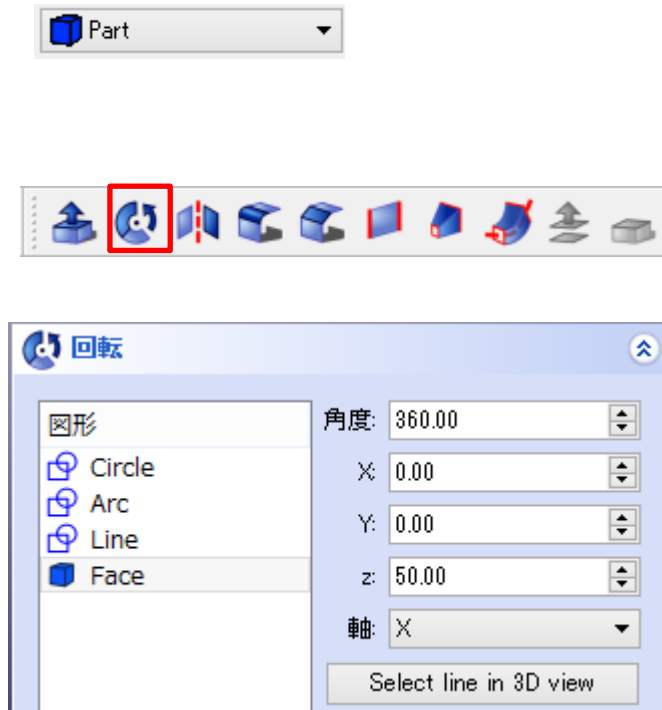 Part
回転
図形
Circle
Arc
Line
Face
角度: 360.00
X: 0.00
Y: 0.00
z: 50.00
軸: X
Select line in 3D view